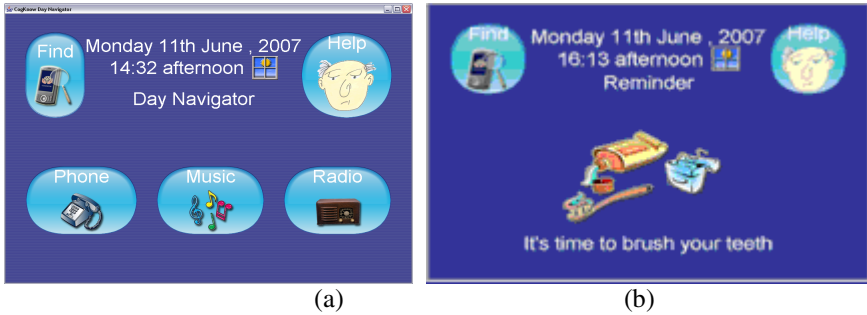 CogKnow Day Navigator
Find
Monday 11th June , 2007
Help
14:32 afternoon
Day Navigator
Phone
Music
Radio
(a)
Find
Monday 11th June , 2007
Help
16:13 afternoon
Reminder
It's time to brush your teeth
(b)